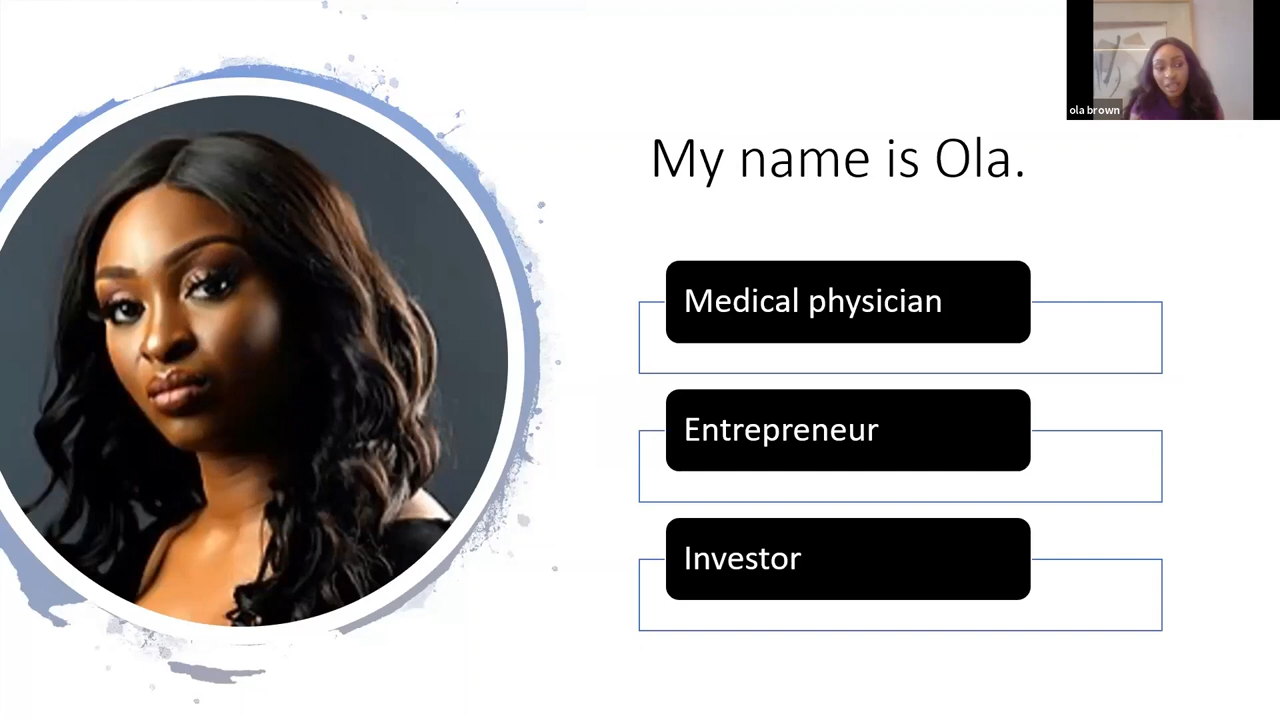 ola brown
My name is Ola.
Medical physician
Entrepreneur
Investor